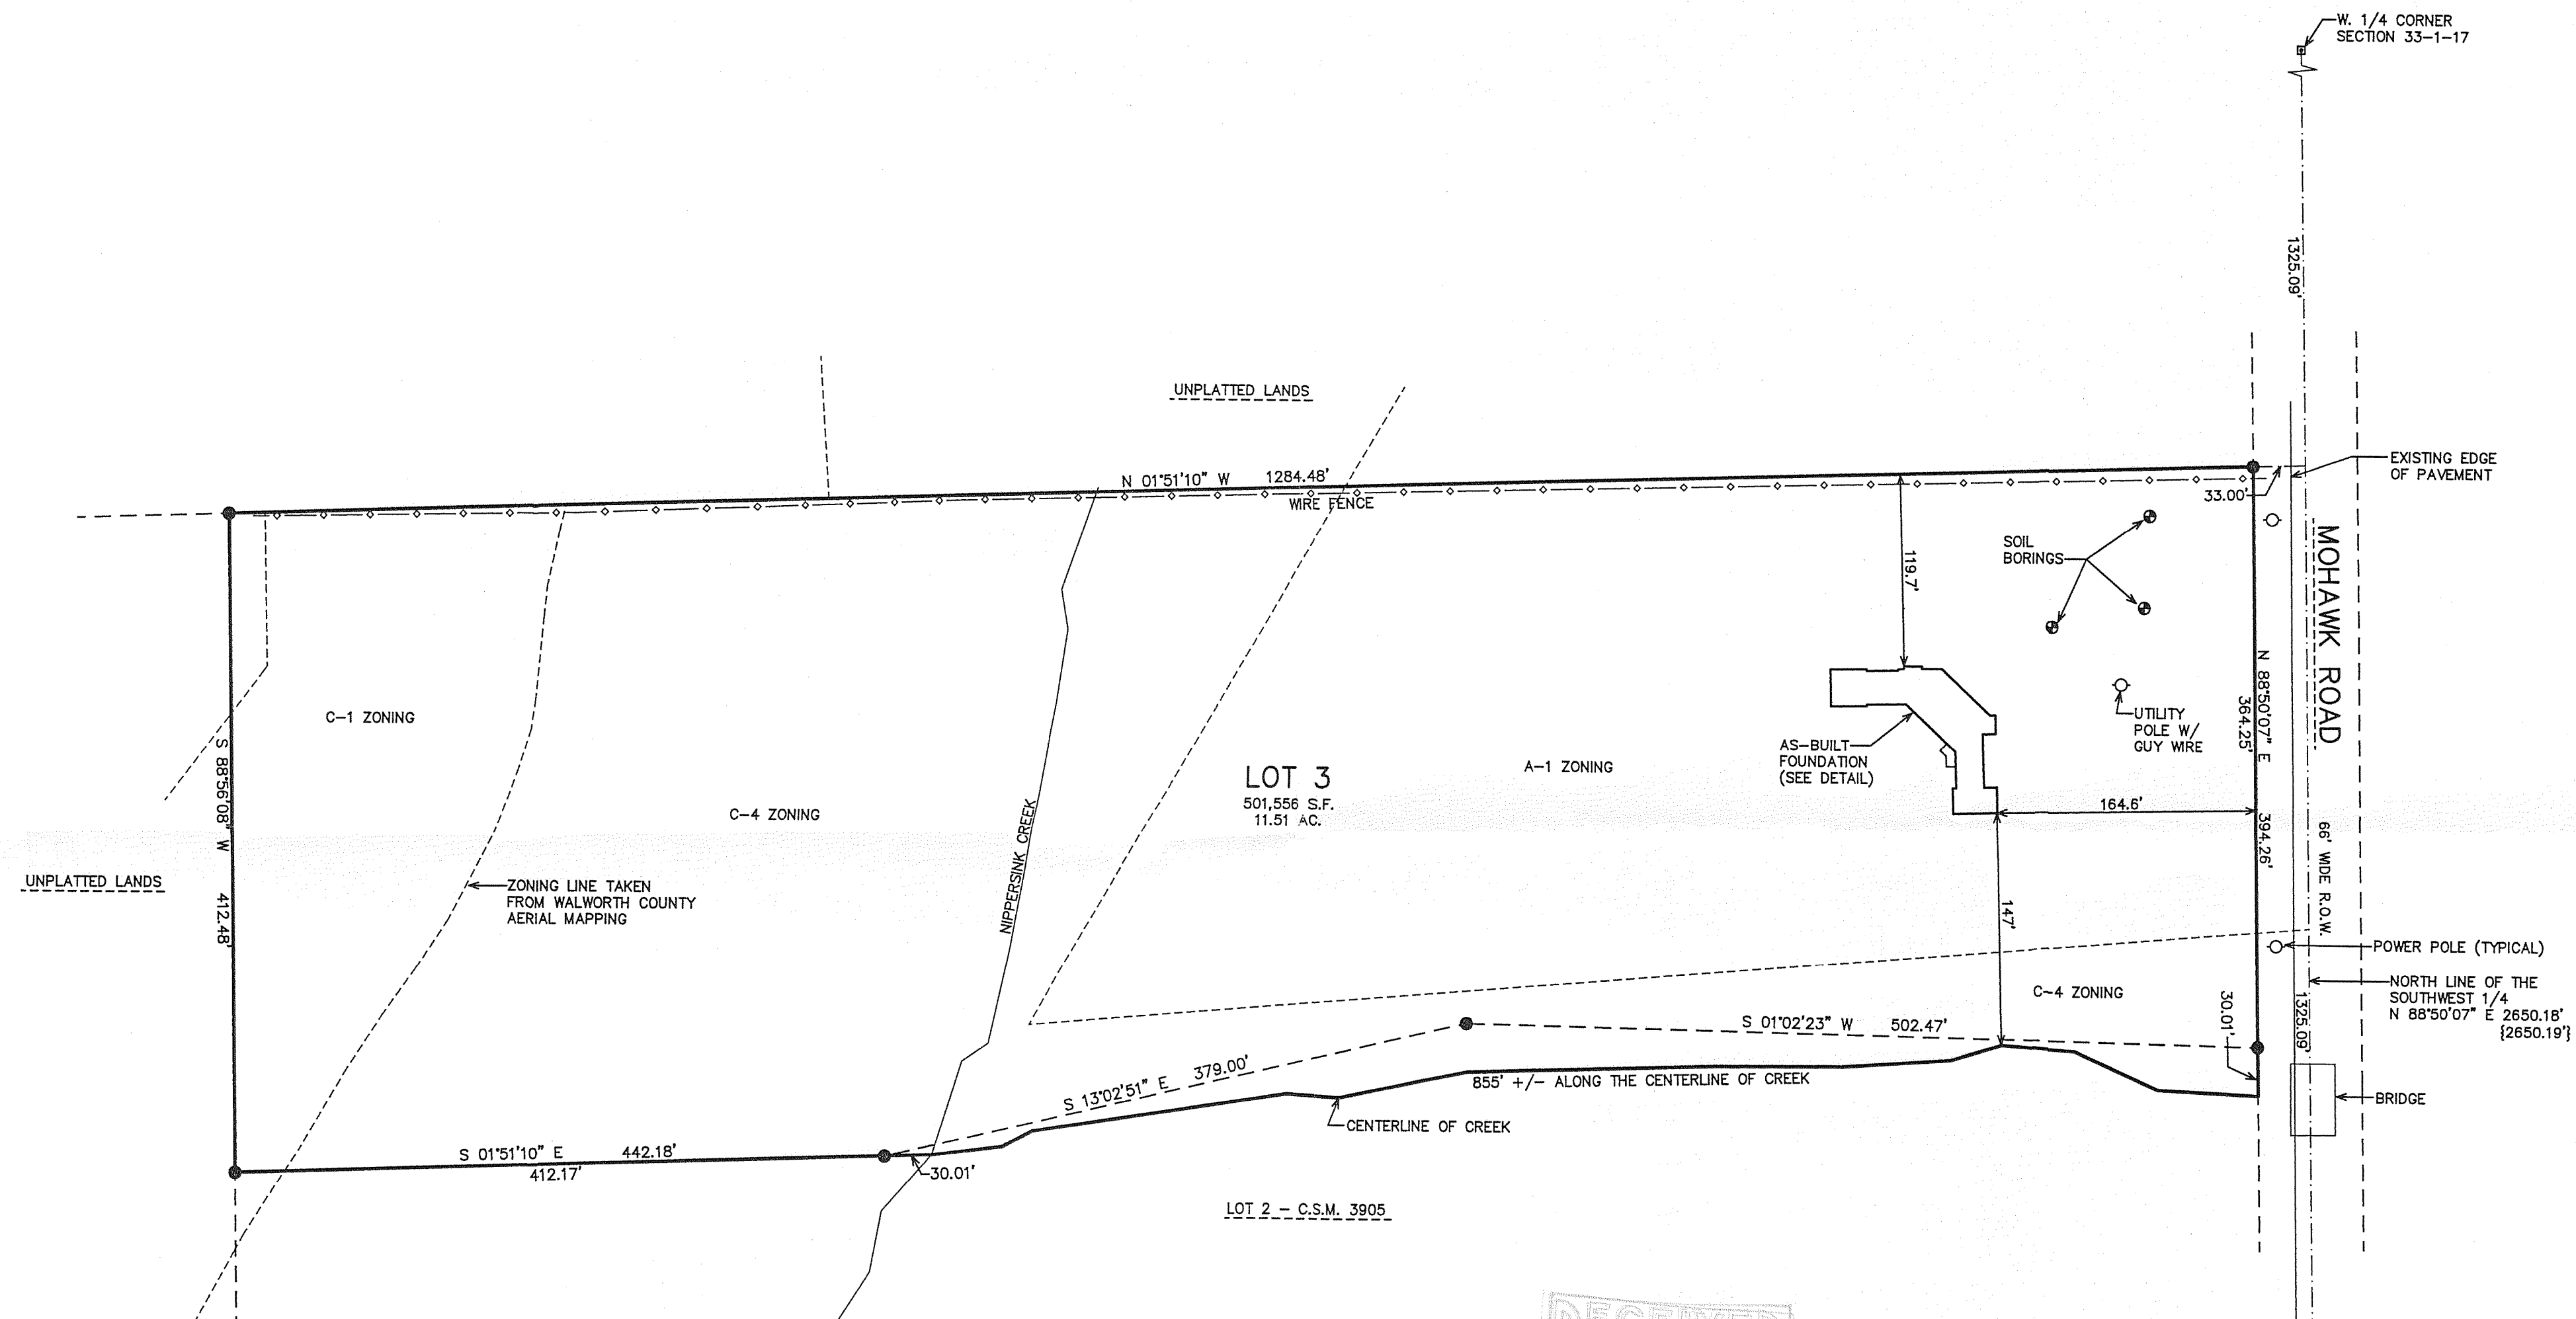 W. 1/4 CORNER
SECTION 33-1-17
1325.09'
UNPLATTED LANDS
EXISTING EDGE
OF PAVEMENT
N 01°51'10" W 1284.48'
WIRE FENCE
33.00'
MOHAWK ROAD
66' WIDE R.O.W.
SOIL
BORINGS
119.7'
N 88°50'07" E 394.26'
364.25'
UTILITY
POLE W/
GUY WIRE
AS-BUILT
FOUNDATION
(SEE DETAIL)
C-1 ZONING
S 88°56'08" W 412.48'
A-1 ZONING
LOT 3
501,556 S.F.
11.51 AC.
C-4 ZONING
NIPPERSINK CREEK
164.6'
147'
UNPLATTED LANDS
ZONING LINE TAKEN
FROM WALWORTH COUNTY
AERIAL MAPPING
POWER POLE (TYPICAL)
NORTH LINE OF THE
SOUTHWEST 1/4
N 88°50'07" E 2650.18'
{2650.19'}
C-4 ZONING
30.01'
1325.09'
S 01°02'23" W 502.47'
S 13°02'51" E 379.00'
855' +/- ALONG THE CENTERLINE OF CREEK
BRIDGE
CENTERLINE OF CREEK
S 01°51'10" E 442.18'
412.17'
30.01'
LOT 2 - C.S.M. 3905
RECEIVED